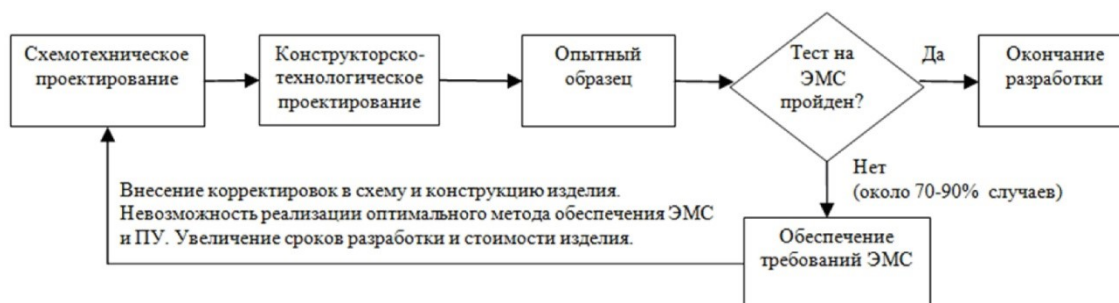 Схемотехническое
проектирование
Конструкторско-
технологическое
проектирование
Опытный
образец
Тест на
ЭМС
пройден?
Да
Окончание
разработки
Нет
(около 70-90% случаев)
Внесение корректировок в схему и конструкцию изделия.
Невозможность реализации оптимального метода обеспечения ЭМС
и ПУ. Увеличение сроков разработки и стоимости изделия.
Обеспечение
требований ЭМС